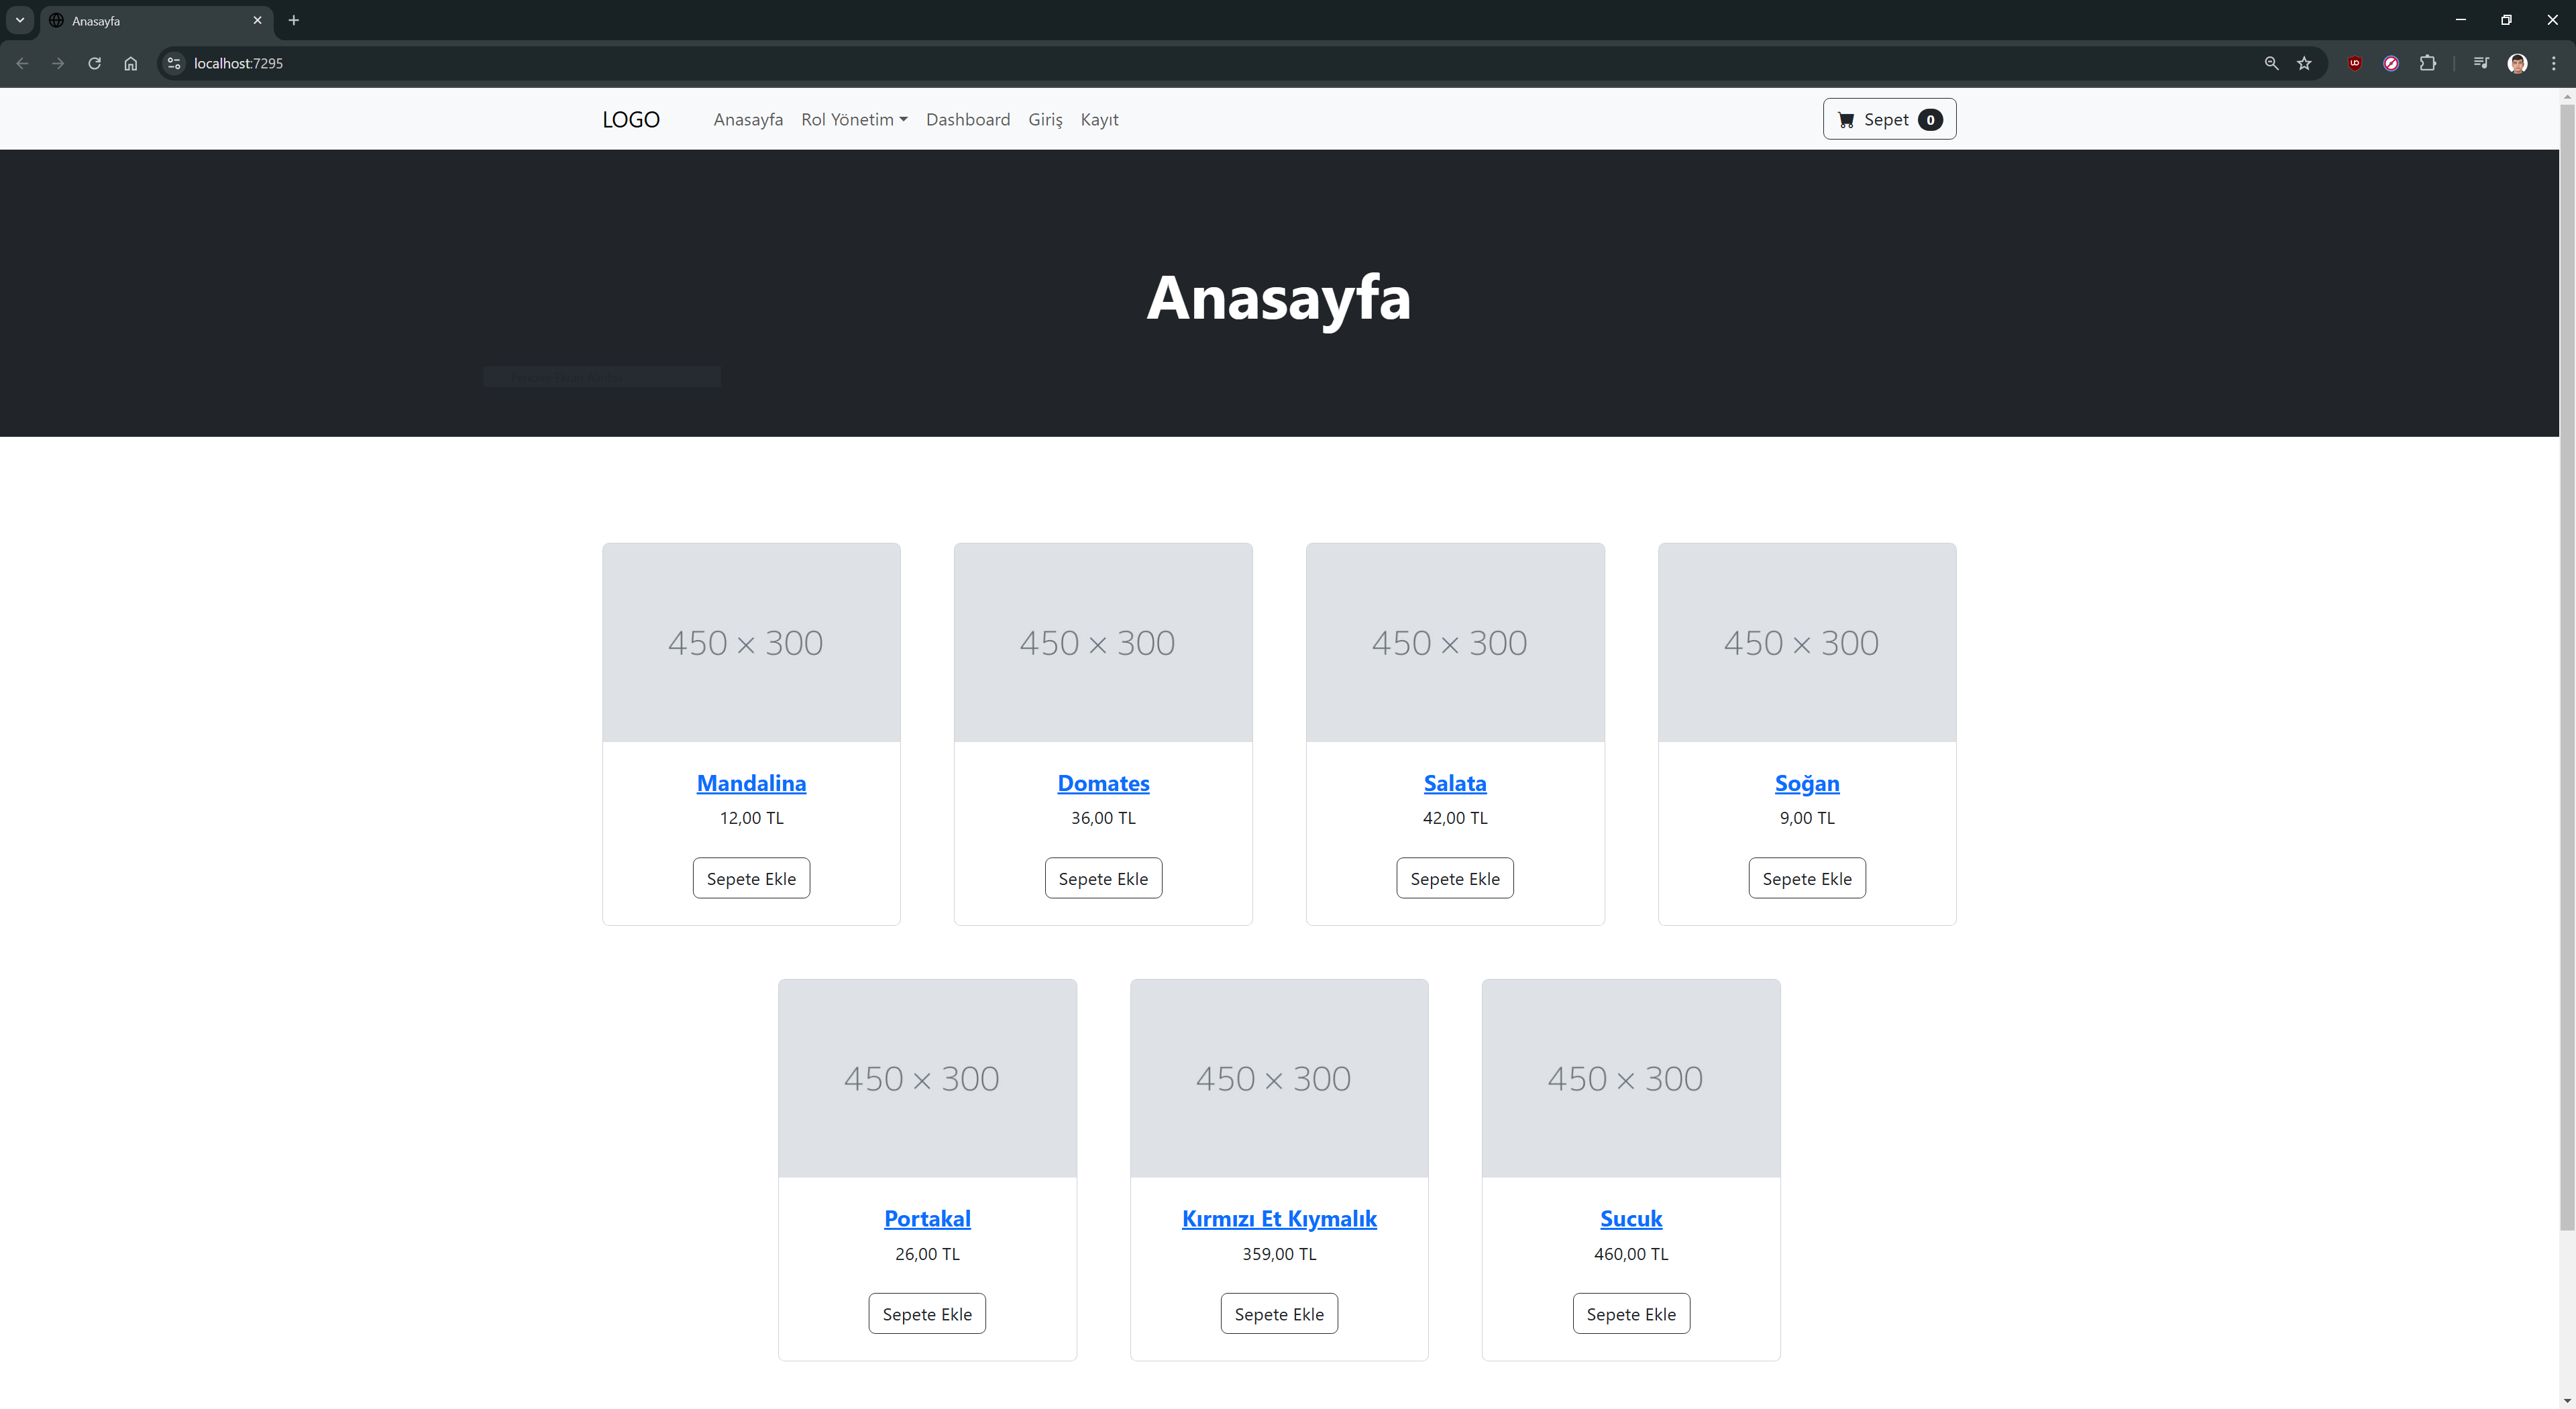 Anasayfa
localhost:7295
LOGO Anasayfa Rol Yönetim Dashboard Giriş Kayıt Sepet 0
Anasayfa
450 × 300 450 × 300 450 × 300 450 × 300
Mandalina Domates Salata Soğan
12,00 TL 36,00 TL 42,00 TL 9,00 TL
Sepete Ekle Sepete Ekle Sepete Ekle Sepete Ekle
450 × 300 450 × 300 450 × 300
Portakal Kırmızı Et Kıymalık Sucuk
26,00 TL 359,00 TL 460,00 TL
Sepete Ekle Sepete Ekle Sepete Ekle